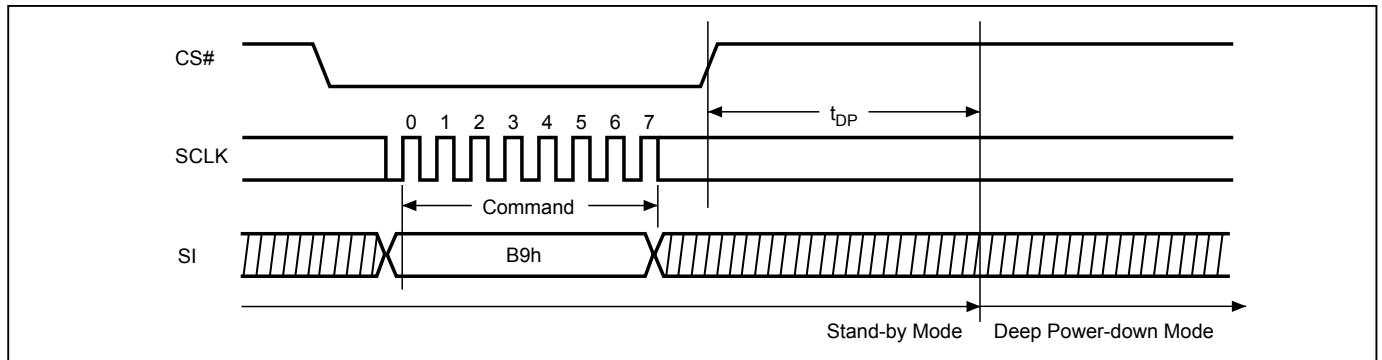 CS#
t_DP
0 1 2 3 4 5 6 7
SCLK
Command
SI
B9h
Stand-by Mode
Deep Power-down Mode